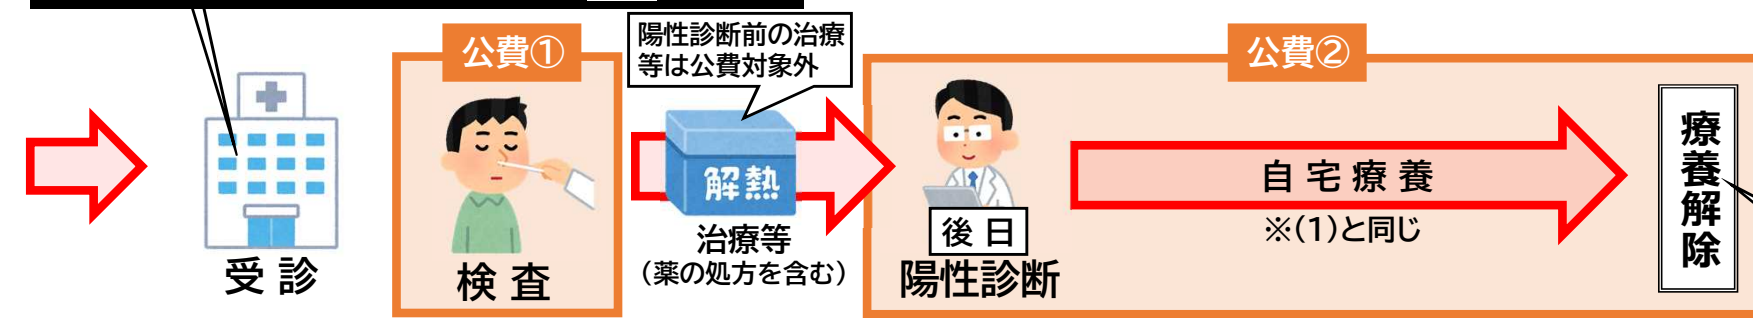 公費①
陽性診断前の治療
等は公費対象外
公費②
受診
検査
解熱
治療等
(薬の処方を含む)
後日
陽性診断
自宅療養
※(1)と同じ
療養解除